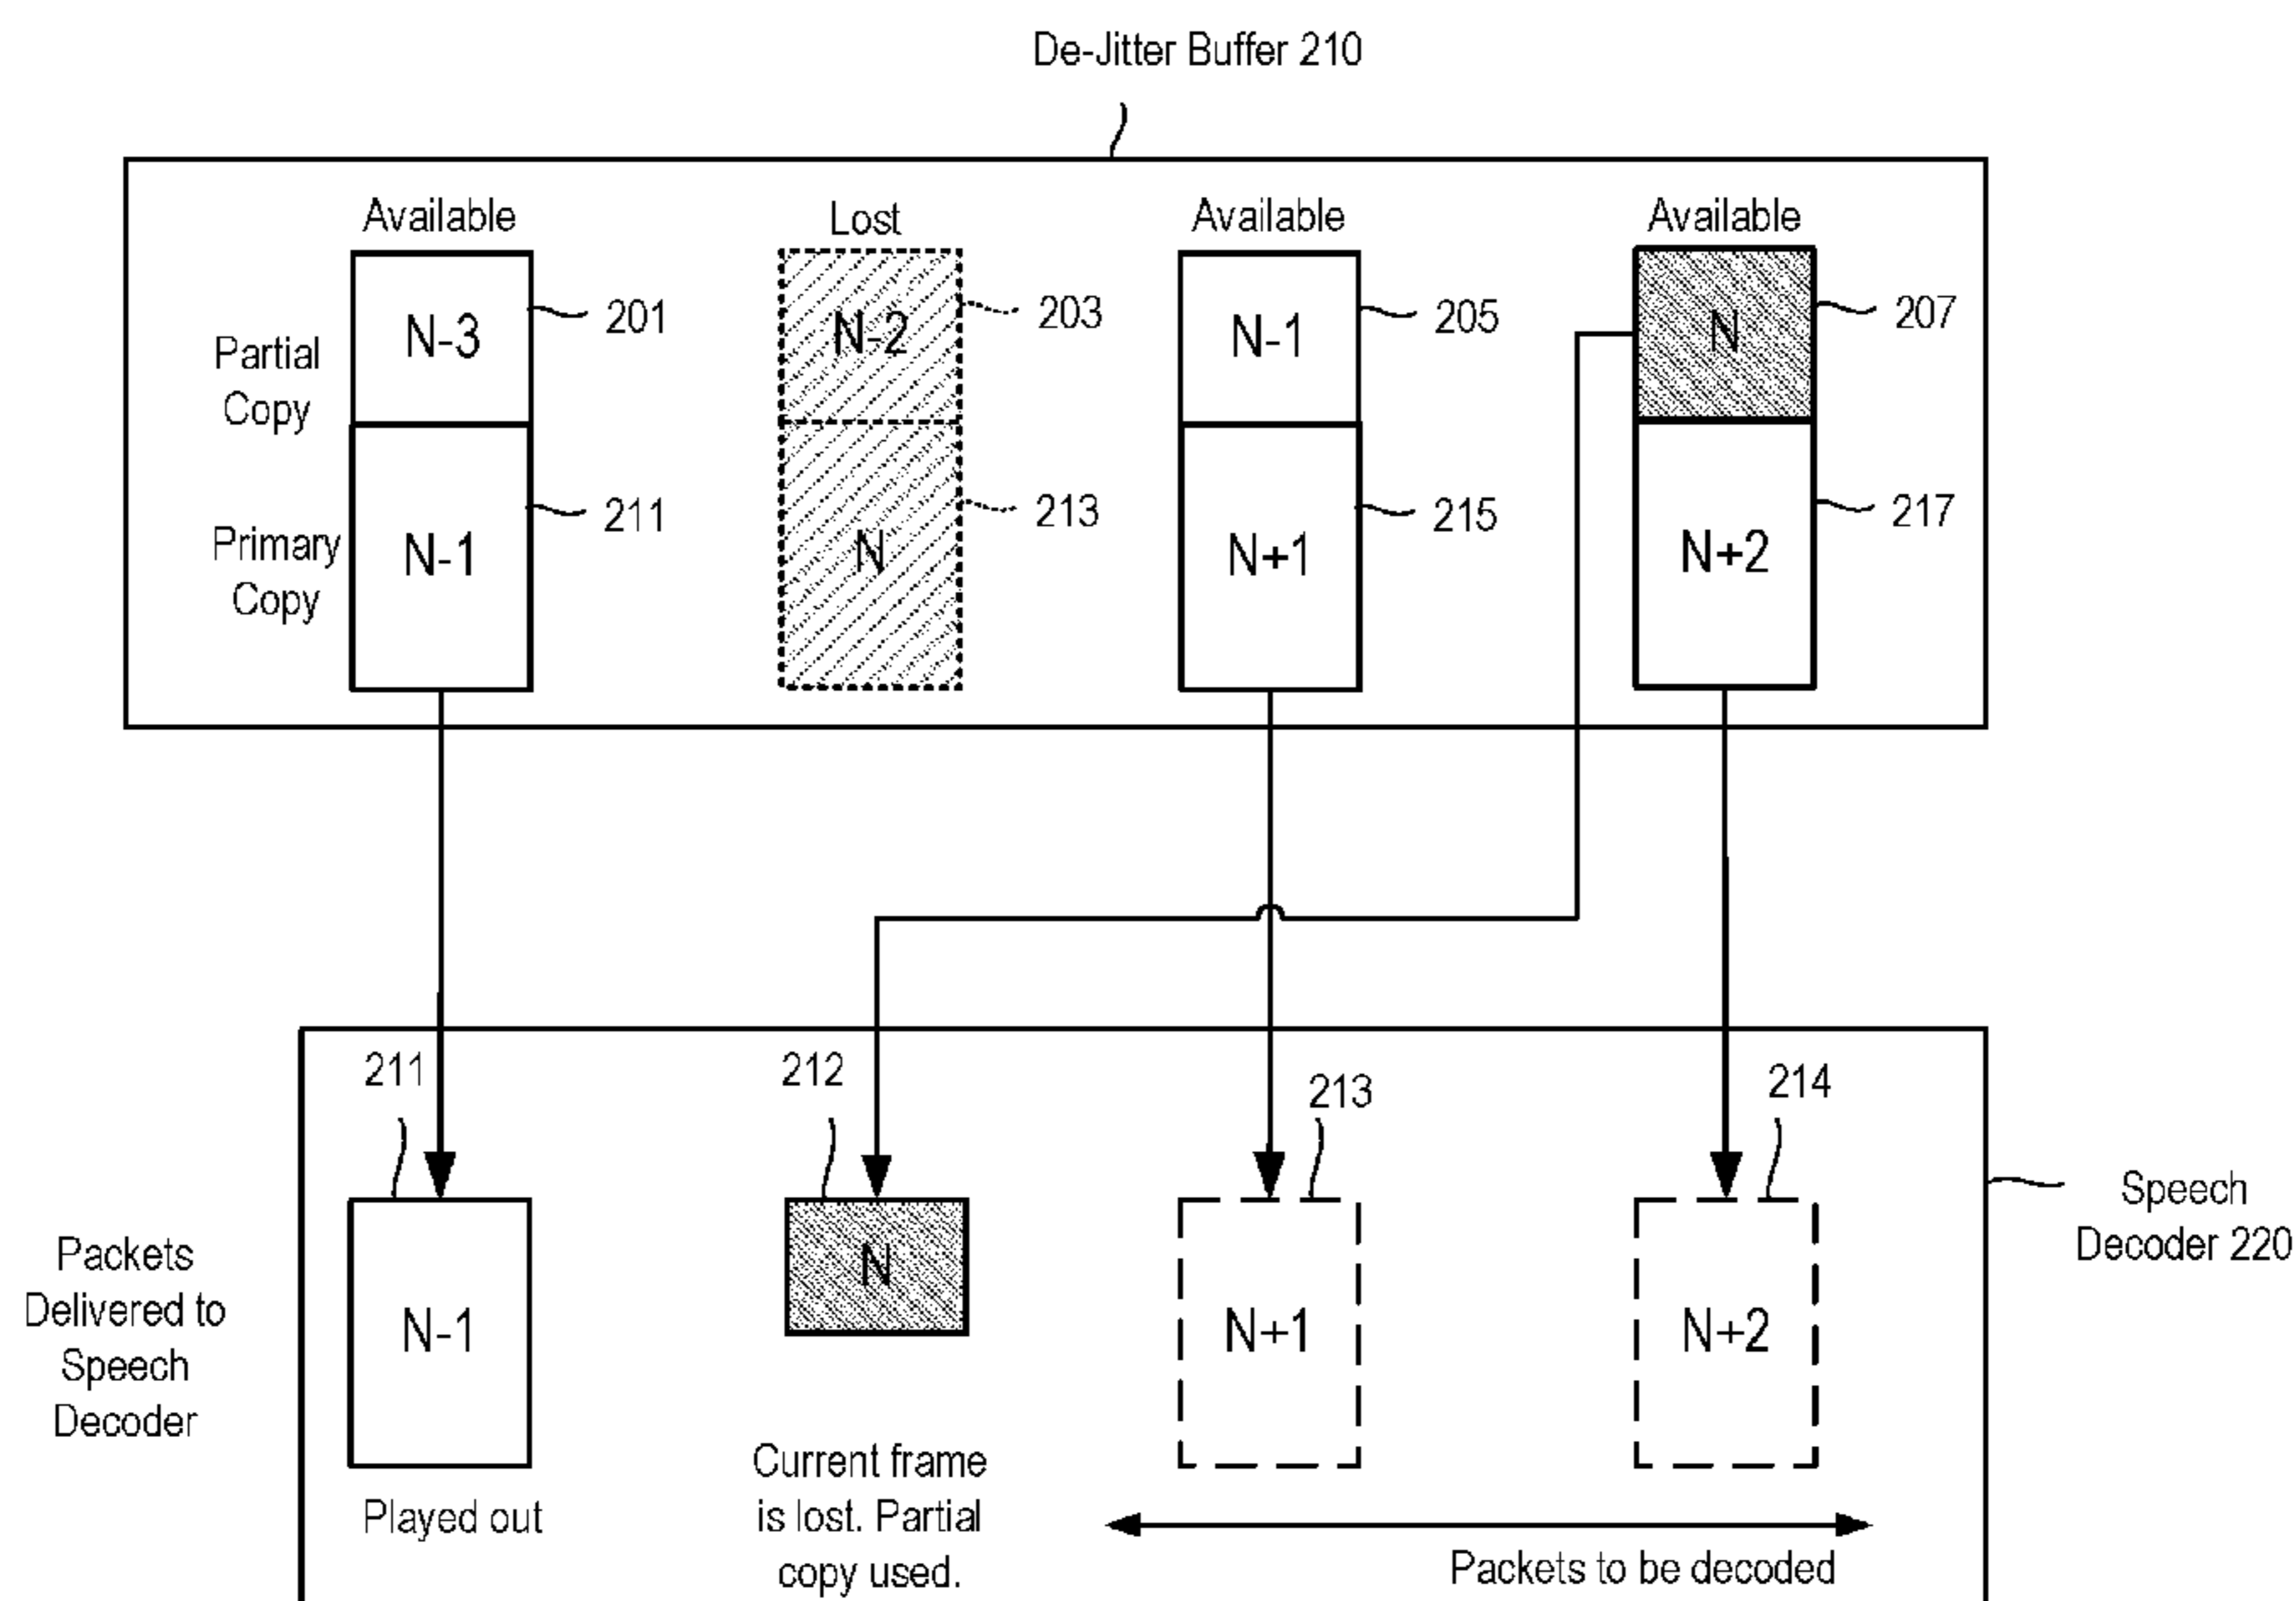 De-Jitter Buffer 210
Available
Lost
Available
Available
N-3
201
N-2
203
N-1
205
N
207
Partial
Copy
Primary
Copy
N-1
211
N
213
N+1
215
N+2
217
211
212
213
214
Speech
Decoder 220
Packets
Delivered to
Speech
Decoder
N-1
N
N+1
N+2
Played out
Current frame
is lost. Partial
copy used.
Packets to be decoded